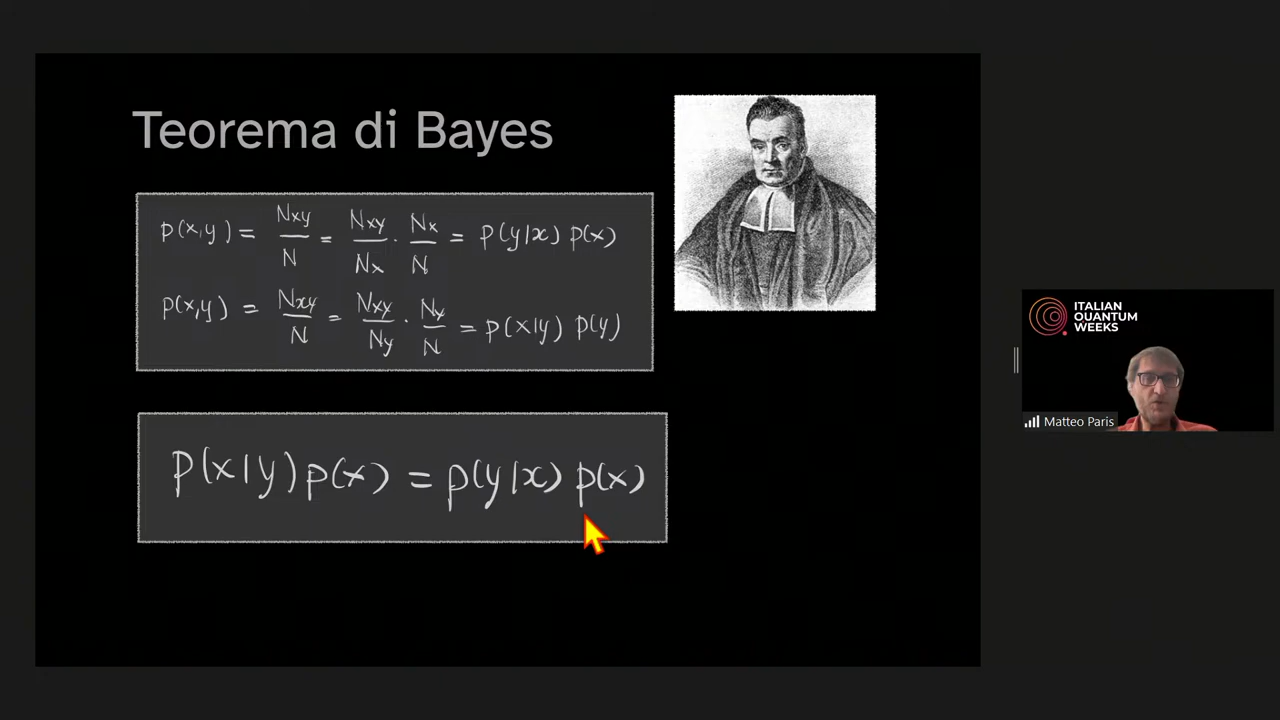 Teorema di Bayes
p(x,y) = Nxy/N = Nxy/Nx · Nx/N = p(y|x) p(x)
p(x,y) = Nxy/N = Nxy/Ny · Ny/N = p(x|y) p(y)
p(x|y) p(x) = p(y|x) p(x)
ITALIAN
QUANTUM
WEEKS
Matteo Paris